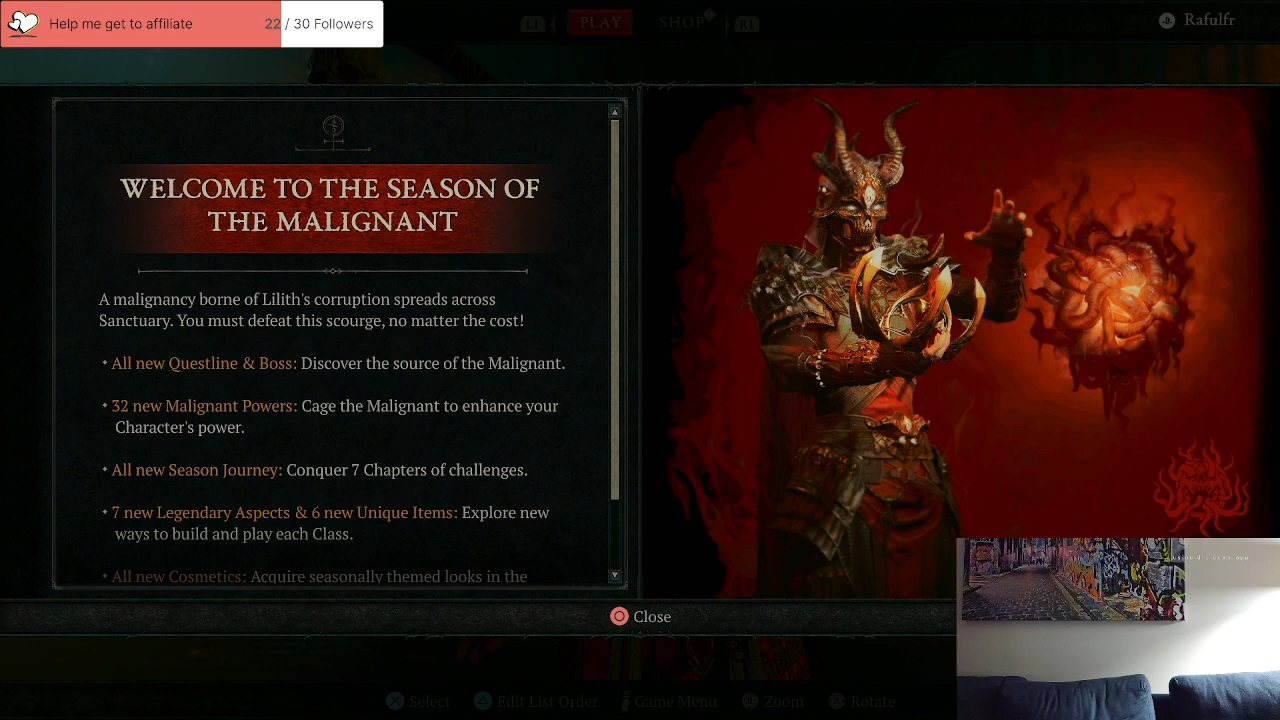 Help me get to affiliate 22 / 30 Followers
L1 PLAY SHOP R1
Rafulfr
WELCOME TO THE SEASON OF
THE MALIGNANT
A malignancy borne of Lilith's corruption spreads across
Sanctuary. You must defeat this scourge, no matter the cost!
• All new Questline & Boss: Discover the source of the Malignant.
• 32 new Malignant Powers: Cage the Malignant to enhance your
Character's power.
• All new Season Journey: Conquer 7 Chapters of challenges.
• 7 new Legendary Aspects & 6 new Unique Items: Explore new
ways to build and play each Class.
• All new Cosmetics: Acquire seasonally themed looks in the
Close
Select Edit List Order Game Menu Zoom Rotate